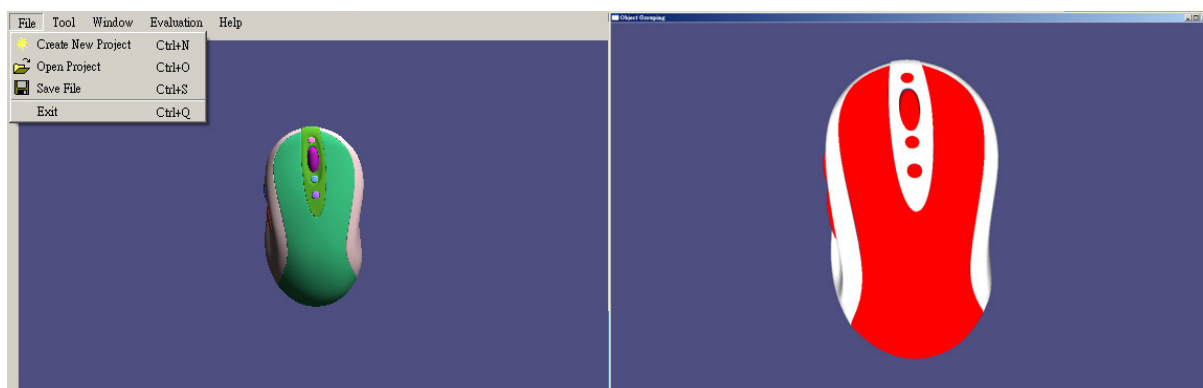 File Tool Window Evaluation Help
Create New Project Ctrl+N
Open Project Ctrl+O
Save File Ctrl+S
Exit Ctrl+Q
Object Grouping